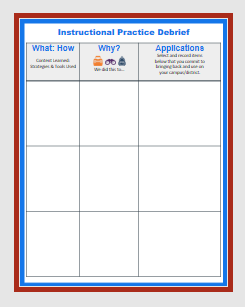 Instructional Practice Debrief
What: How
Content Learned:
Strategies & Tools Used
Why?
We did this to...
Applications
Select and record items
below that you commit to
bringing back and use on
your campus/district.